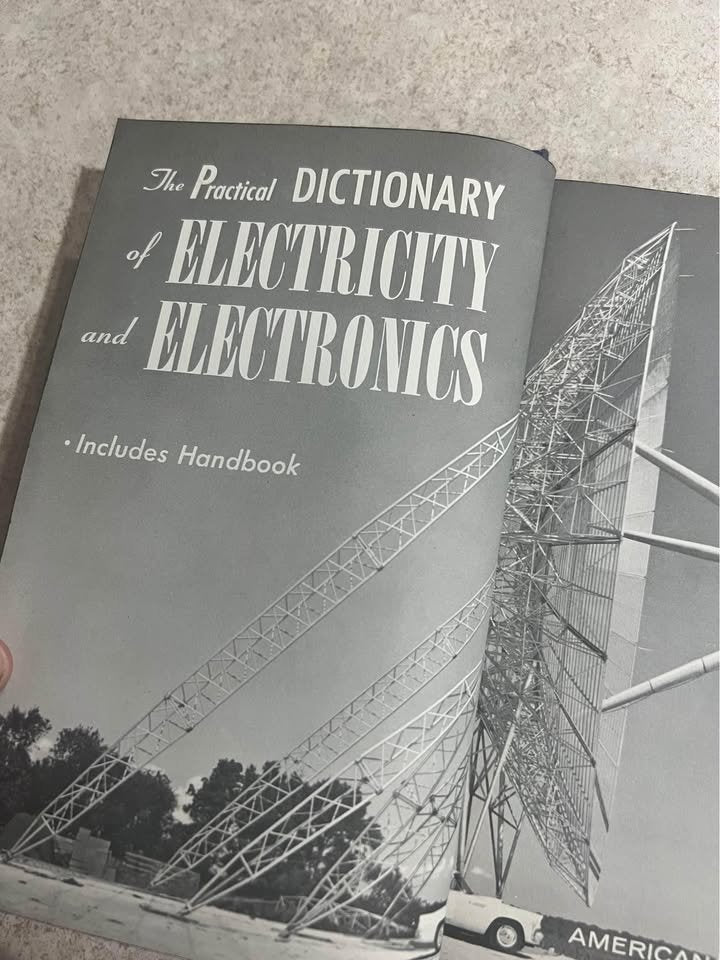 The Practical DICTIONARY
of ELECTRICITY
and ELECTRONICS
• Includes Handbook
AMERICAN